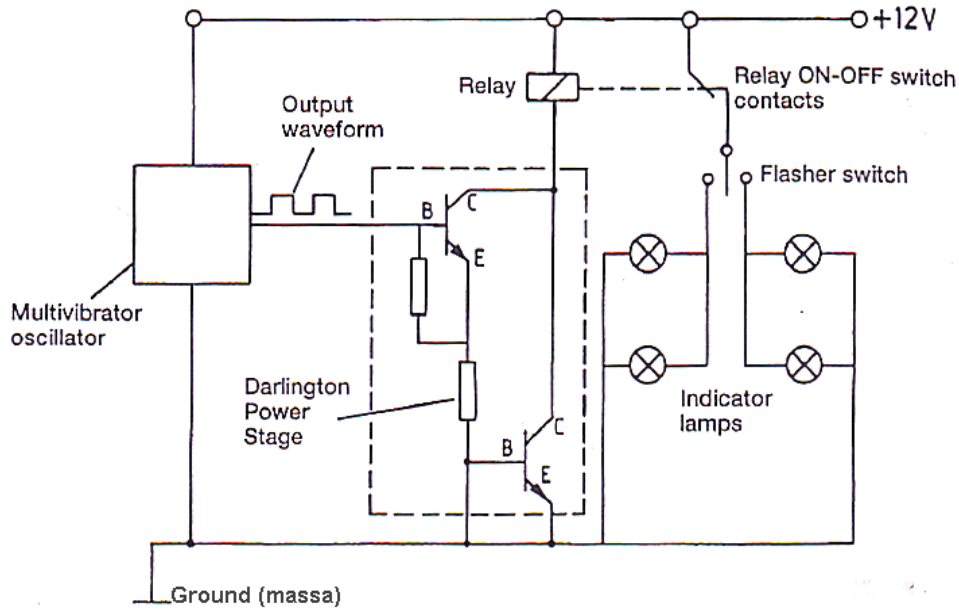 +12V
Relay
Relay ON-OFF switch
contacts
Output
waveform
Flasher switch
B
C
E
Multivibrator
oscillator
Darlington
Power
Stage
Indicator
lamps
B
C
E
Ground (massa)